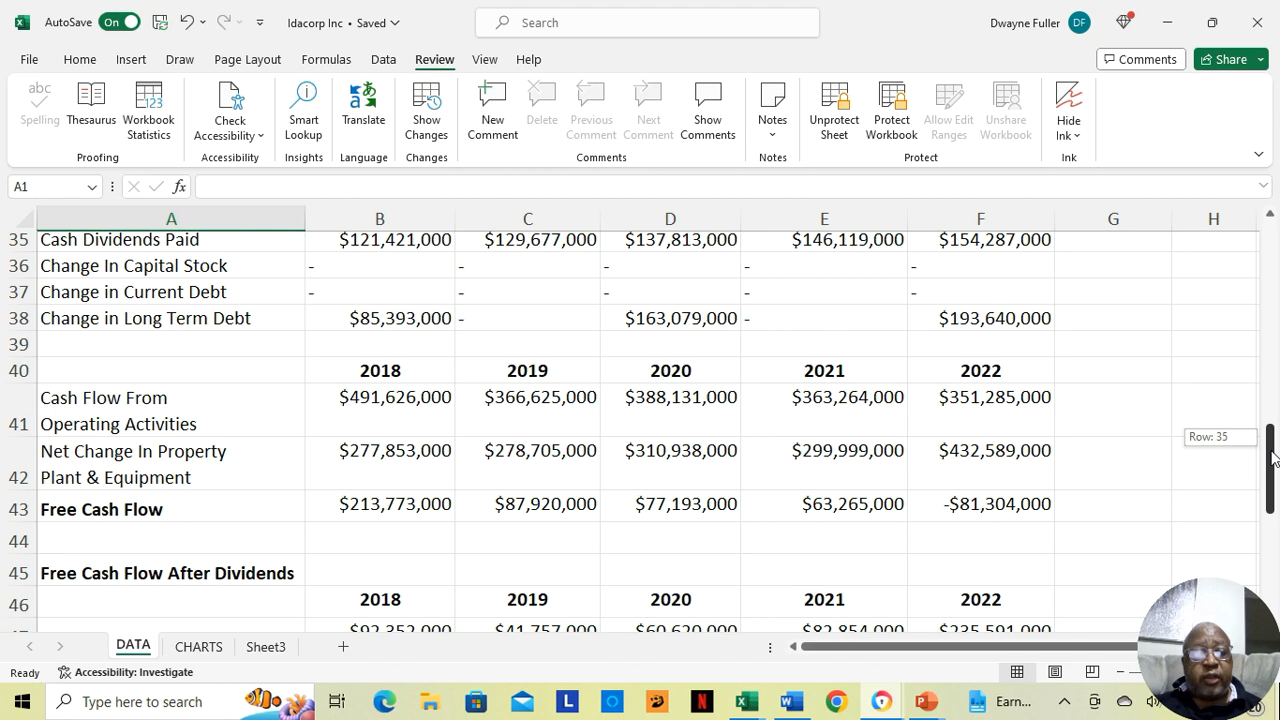 AutoSave On Idacorp Inc • Saved Search Dwayne Fuller DF
File Home Insert Draw Page Layout Formulas Data Review View Help Comments Share
abc 123
Spelling Thesaurus Workbook Statistics Check Accessibility Smart Lookup Translate Show Changes New Comment Delete Previous Comment Next Comment Show Comments Notes Unprotect Sheet Protect Workbook Allow Edit Ranges Unshare Workbook Hide Ink
Proofing Accessibility Insights Language Changes Comments Notes Protect Ink
A1 fx
A B C D E F G H
35 Cash Dividends Paid $121,421,000 $129,677,000 $137,813,000 $146,119,000 $154,287,000
36 Change In Capital Stock - - - - -
37 Change in Current Debt - - - - -
38 Change in Long Term Debt $85,393,000 - $163,079,000 - $193,640,000
39
40 2018 2019 2020 2021 2022
Cash Flow From $491,626,000 $366,625,000 $388,131,000 $363,264,000 $351,285,000
41 Operating Activities
Row: 35
Net Change In Property $277,853,000 $278,705,000 $310,938,000 $299,999,000 $432,589,000
42 Plant & Equipment
43 Free Cash Flow $213,773,000 $87,920,000 $77,193,000 $63,265,000 -$81,304,000
44
45 Free Cash Flow After Dividends
46 2018 2019 2020 2021 2022
$92,352,000 $41,757,000 $60,620,000 $82,854,000 $235,591,000
DATA CHARTS Sheet3
Ready Accessibility: Investigate
Type here to search Earn...